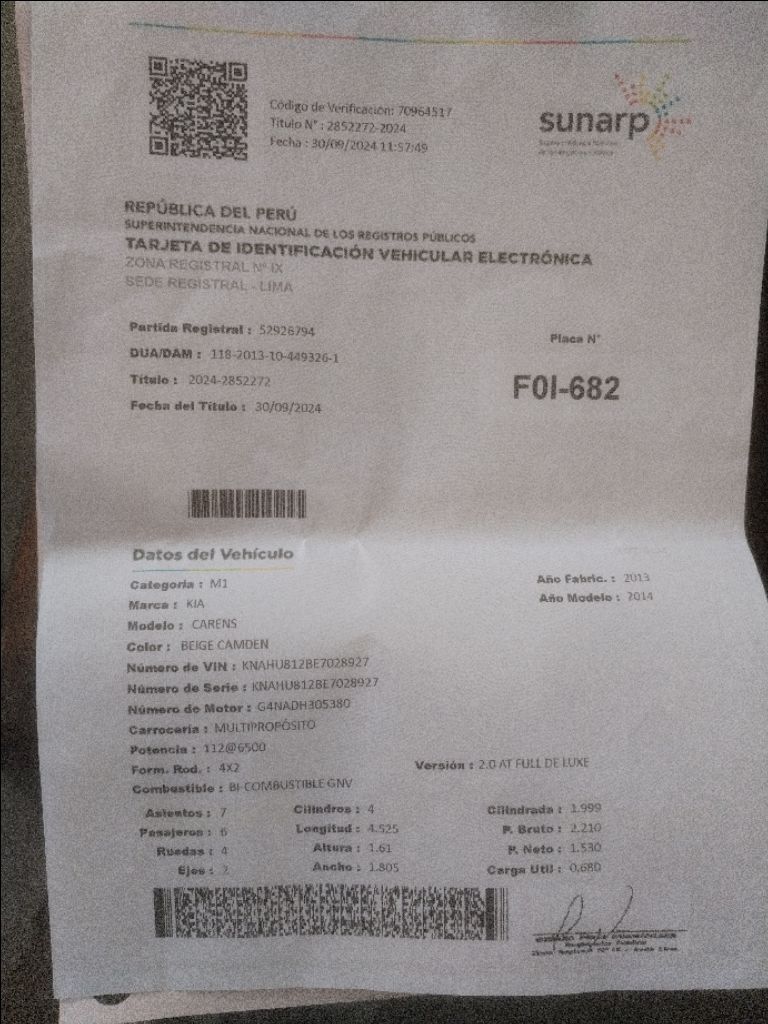 Código de Verificación: 70964517
Título N° : 2852272-2024
Fecha : 30/09/2024 11:57:49
sunarp
REPÚBLICA DEL PERÚ
SUPERINTENDENCIA NACIONAL DE LOS REGISTROS PÚBLICOS
TARJETA DE IDENTIFICACIÓN VEHICULAR ELECTRÓNICA
ZONA REGISTRAL N° IX
SEDE REGISTRAL - LIMA
Partida Registral : 52926794
DUA/DAM : 118-2013-10-449326-1
Título : 2024-2852272
Fecha del Título : 30/09/2024
Placa N°
F0I-682
Datos del Vehículo
Categoría : M1
Marca : KIA
Modelo : CARENS
Color : BEIGE CAMDEN
Número de VIN : KNAHU812BE7028927
Número de Serie : KNAHU812BE7028927
Número de Motor : G4NADH305380
Carrocería : MULTIPROPÓSITO
Potencia : 112@6500
Form. Rod. : 4X2
Combustible : BI-COMBUSTIBLE GNV
Año Fabric. : 2013
Año Modelo : 2014
Versión : 2.0 AT FULL DE LUXE
Asientos : 7 Cilindros : 4 Cilindrada : 1.999
Pasajeros : 6 Longitud : 4.525 P. Bruto : 2.210
Ruedas : 4 Altura : 1.61 P. Neto : 1.530
Ejes : 2 Ancho : 1.805 Carga Util : 0.680